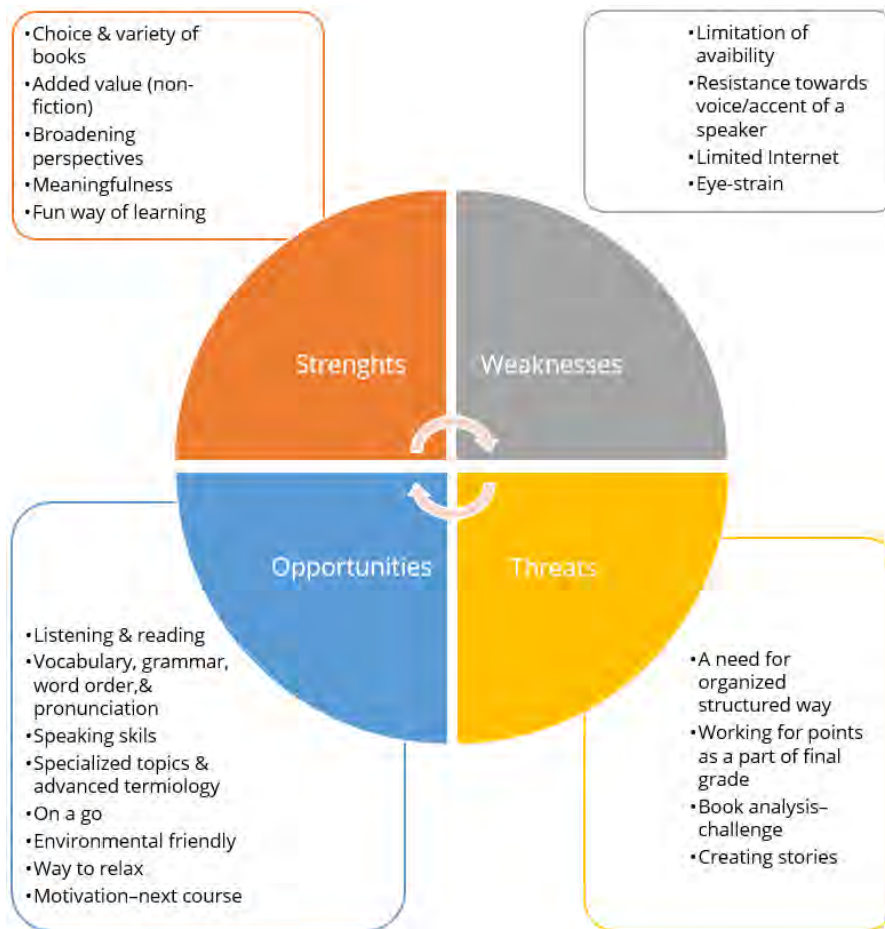 •Choice & variety of
books
•Added value (non-
fiction)
•Broadening
perspectives
•Meaningfulness
•Fun way of learning
•Limitation of
avaibility
•Resistance towards
voice/accent of a
speaker
•Limited Internet
•Eye-strain
Strenghts
Weaknesses
Opportunities
Threats
•Listening & reading
•Vocabulary, grammar,
word order,&
pronunciation
•Speaking skils
•Specialized topics &
advanced termiology
•On a go
•Environmental friendly
•Way to relax
•Motivation–next course
•A need for
organized
structured way
•Working for points
as a part of final
grade
•Book analysis–
challenge
•Creating stories